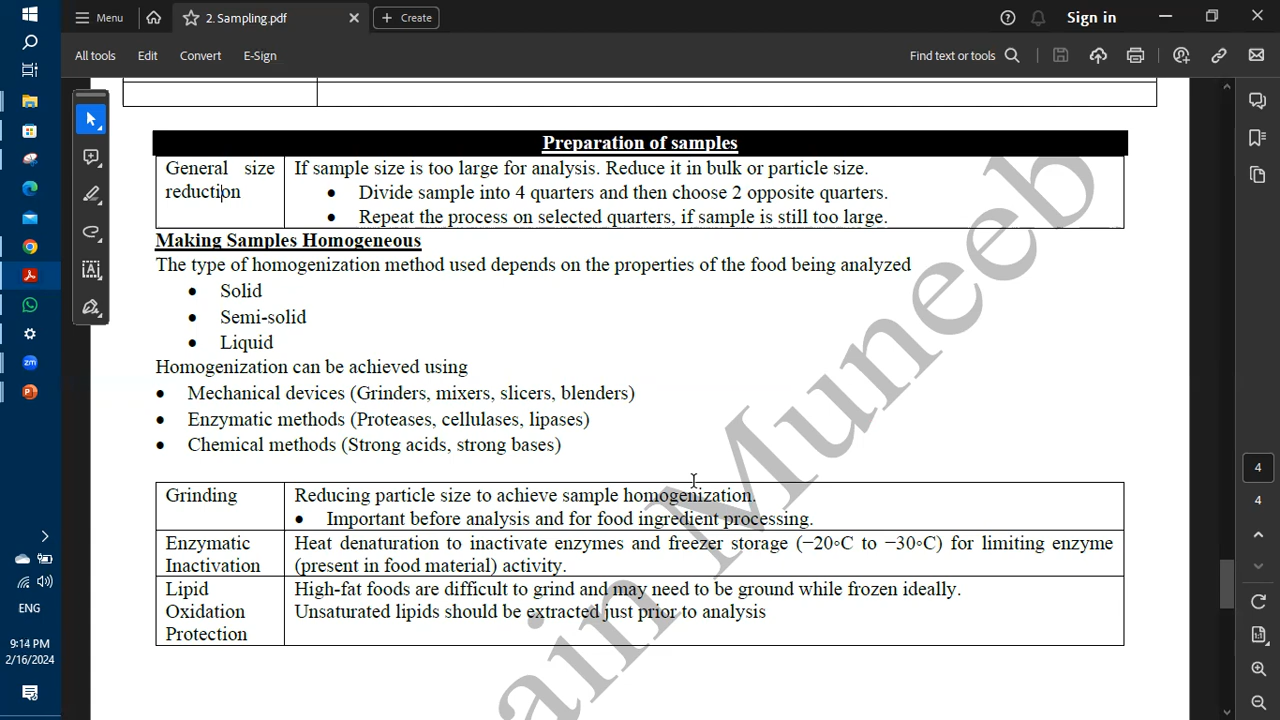 Menu
2. Sampling.pdf
Create
Sign in
All tools
Edit
Convert
E-Sign
Find text or tools
Preparation of samples
General size reduction
If sample size is too large for analysis. Reduce it in bulk or particle size.
• Divide sample into 4 quarters and then choose 2 opposite quarters.
• Repeat the process on selected quarters, if sample is still too large.
Making Samples Homogeneous
The type of homogenization method used depends on the properties of the food being analyzed
• Solid
• Semi-solid
• Liquid
Homogenization can be achieved using
• Mechanical devices (Grinders, mixers, slicers, blenders)
• Enzymatic methods (Proteases, cellulases, lipases)
• Chemical methods (Strong acids, strong bases)
Grinding
Reducing particle size to achieve sample homogenization.
• Important before analysis and for food ingredient processing.
Enzymatic
Inactivation
Heat denaturation to inactivate enzymes and freezer storage (−20◦C to −30◦C) for limiting enzyme
(present in food material) activity.
Lipid
Oxidation
Protection
High-fat foods are difficult to grind and may need to be ground while frozen ideally.
Unsaturated lipids should be extracted just prior to analysis
ain Muneeb
4
4
zm
ENG
9:14 PM
2/16/2024